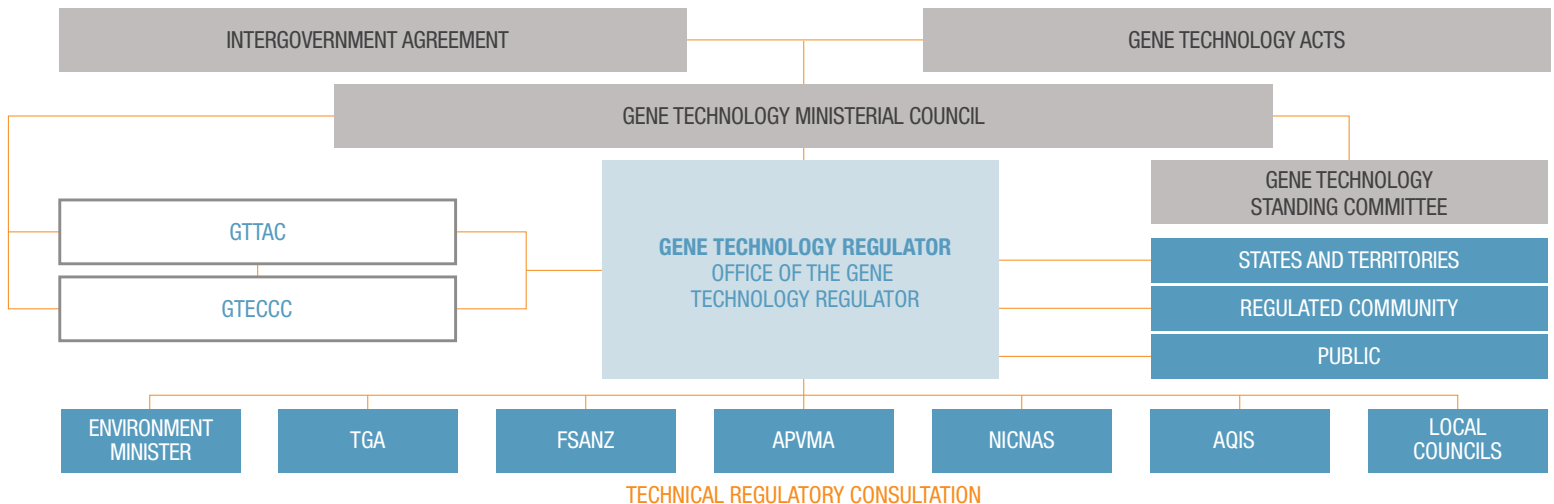 INTERGOVERNMENT AGREEMENT
GENE TECHNOLOGY ACTS
GENE TECHNOLOGY MINISTERIAL COUNCIL
GENE TECHNOLOGY
STANDING COMMITTEE
GTTAC
GTECCC
GENE TECHNOLOGY REGULATOR
OFFICE OF THE GENE
TECHNOLOGY REGULATOR
STATES AND TERRITORIES
REGULATED COMMUNITY
PUBLIC
ENVIRONMENT
MINISTER
TGA
FSANZ
APVMA
NICNAS
AQIS
LOCAL
COUNCILS
TECHNICAL REGULATORY CONSULTATION